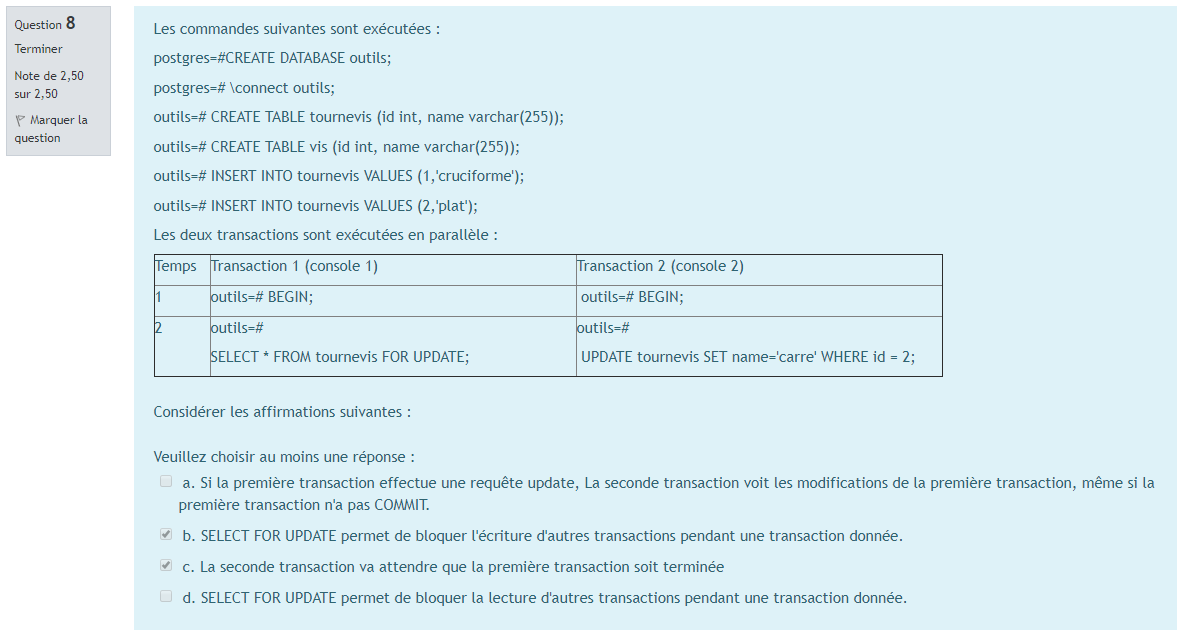 Question 8
Terminer
Note de 2,50
sur 2,50
Marquer la
question
Les commandes suivantes sont exécutées :
postgres=#CREATE DATABASE outils;
postgres=# \connect outils;
outils=# CREATE TABLE tournevis (id int, name varchar(255));
outils=# CREATE TABLE vis (id int, name varchar(255));
outils=# INSERT INTO tournevis VALUES (1,'cruciforme');
outils=# INSERT INTO tournevis VALUES (2,'plat');
Les deux transactions sont exécutées en parallèle :
Temps Transaction 1 (console 1) Transaction 2 (console 2)
1 outils=# BEGIN; outils=# BEGIN;
2 outils=# outils=#
SELECT * FROM tournevis FOR UPDATE; UPDATE tournevis SET name='carre' WHERE id = 2;
Considérer les affirmations suivantes :
Veuillez choisir au moins une réponse :
a. Si la première transaction effectue une requête update, La seconde transaction voit les modifications de la première transaction, même si la
première transaction n'a pas COMMIT.
b. SELECT FOR UPDATE permet de bloquer l'écriture d'autres transactions pendant une transaction donnée.
c. La seconde transaction va attendre que la première transaction soit terminée
d. SELECT FOR UPDATE permet de bloquer la lecture d'autres transactions pendant une transaction donnée.